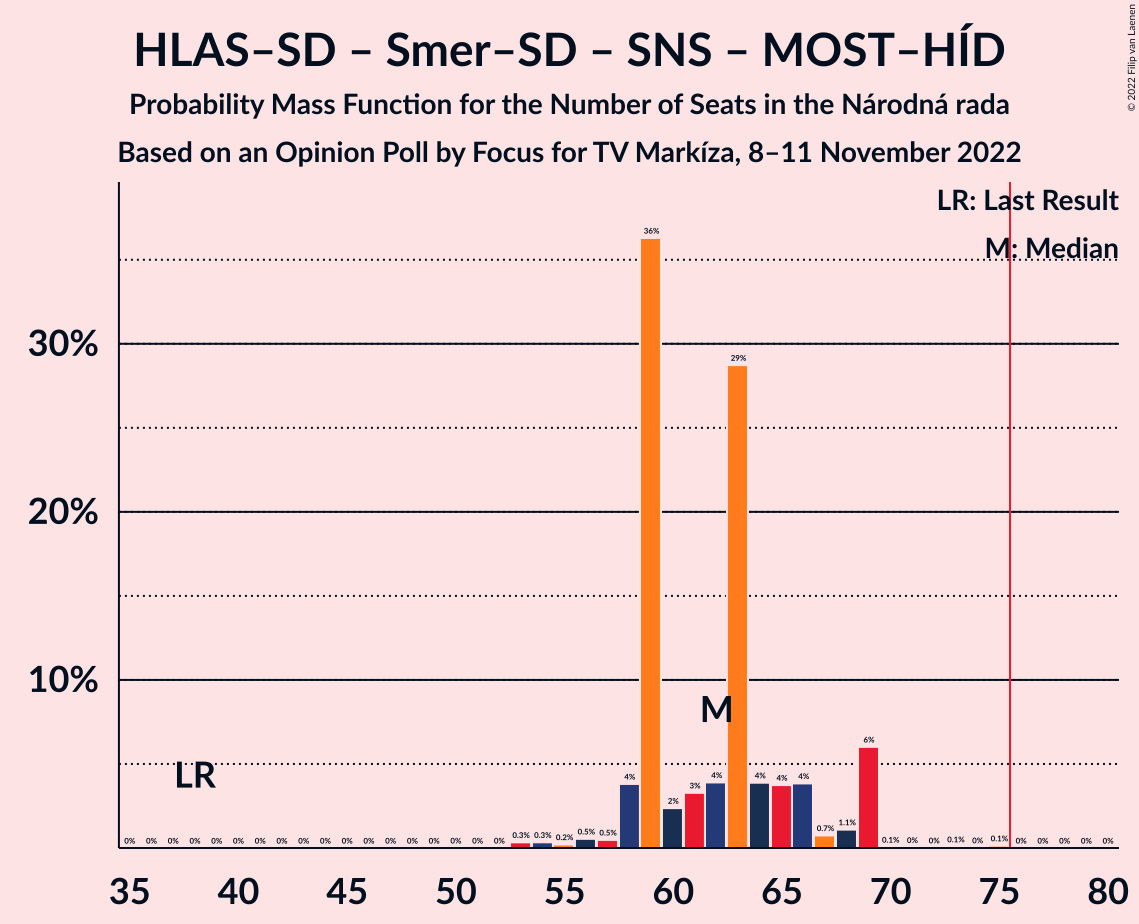 HLAS–SD – Smer–SD – SNS – MOST–HÍD
Probability Mass Function for the Number of Seats in the Národná rada
Based on an Opinion Poll by Focus for TV Markíza, 8–11 November 2022
© 2022 Filip van Laenen
LR: Last Result
M: Median
30%
20%
10%
LR
M
0% 0% 0% 0% 0% 0% 0% 0% 0% 0% 0% 0% 0% 0% 0% 0% 0% 0% 0.3% 0.3% 0.2% 0.5% 0.5% 4% 36% 2% 3% 4% 29% 4% 4% 4% 0.7% 1.1% 6% 0.1% 0% 0% 0.1% 0% 0.1% 0% 0% 0% 0% 0%
35 40 45 50 55 60 65 70 75 80